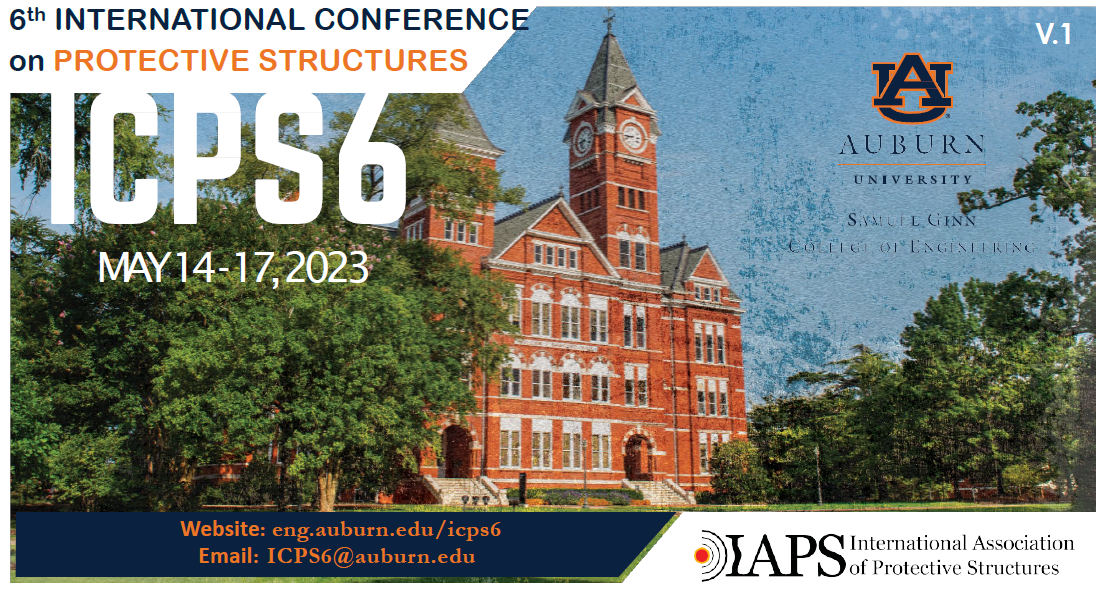 6th INTERNATIONAL CONFERENCE
on PROTECTIVE STRUCTURES
V.1
ICPS6
MAY 14-17, 2023
AU
AUBURN
UNIVERSITY
SAMUEL GINN
COLLEGE OF ENGINEERING
Website: eng.auburn.edu/icps6
Email: ICPS6@auburn.edu
IAPS
International Association
of Protective Structures